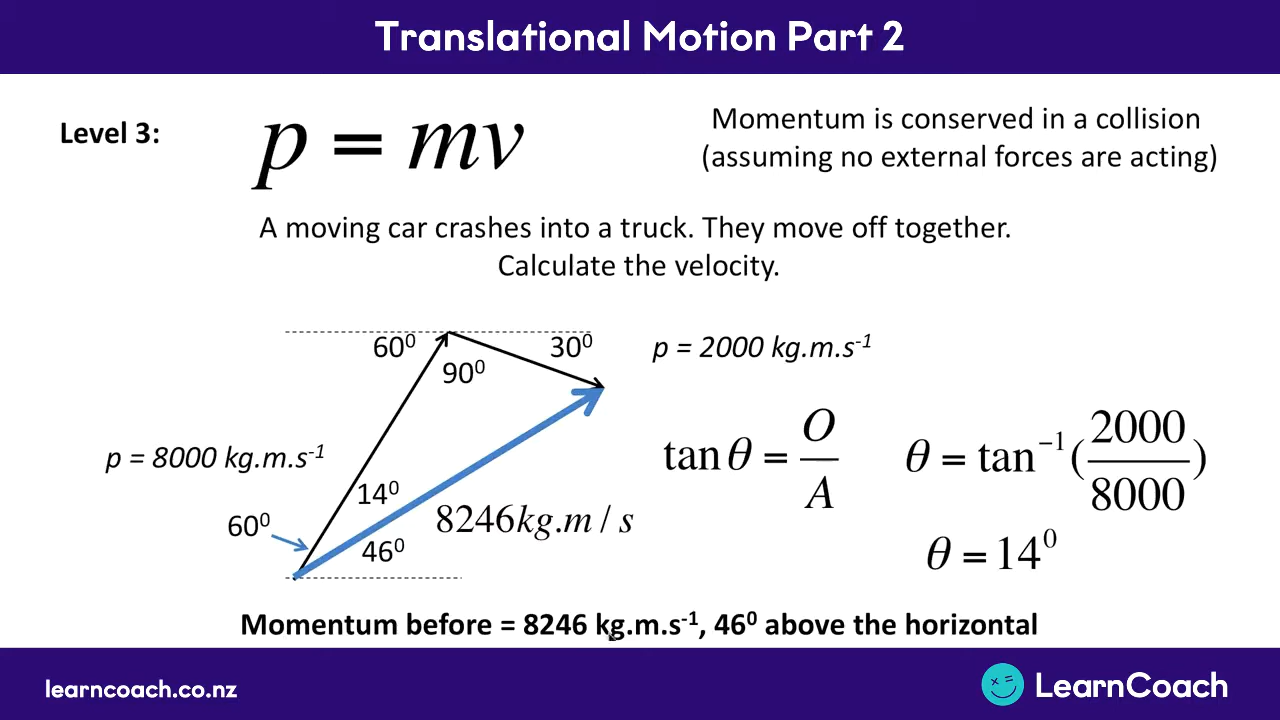 Translational Motion Part 2
Level 3:
p = mv
Momentum is conserved in a collision
(assuming no external forces are acting)
A moving car crashes into a truck. They move off together.
Calculate the velocity.
60⁰
30⁰
p = 2000 kg.m.s⁻¹
90⁰
tan θ = O/A
θ = tan⁻¹(2000/8000)
p = 8000 kg.m.s⁻¹
14⁰
8246kg.m / s
60⁰
46⁰
θ = 14⁰
Momentum before = 8246 kg.m.s⁻¹, 46⁰ above the horizontal
learncoach.co.nz
LearnCoach